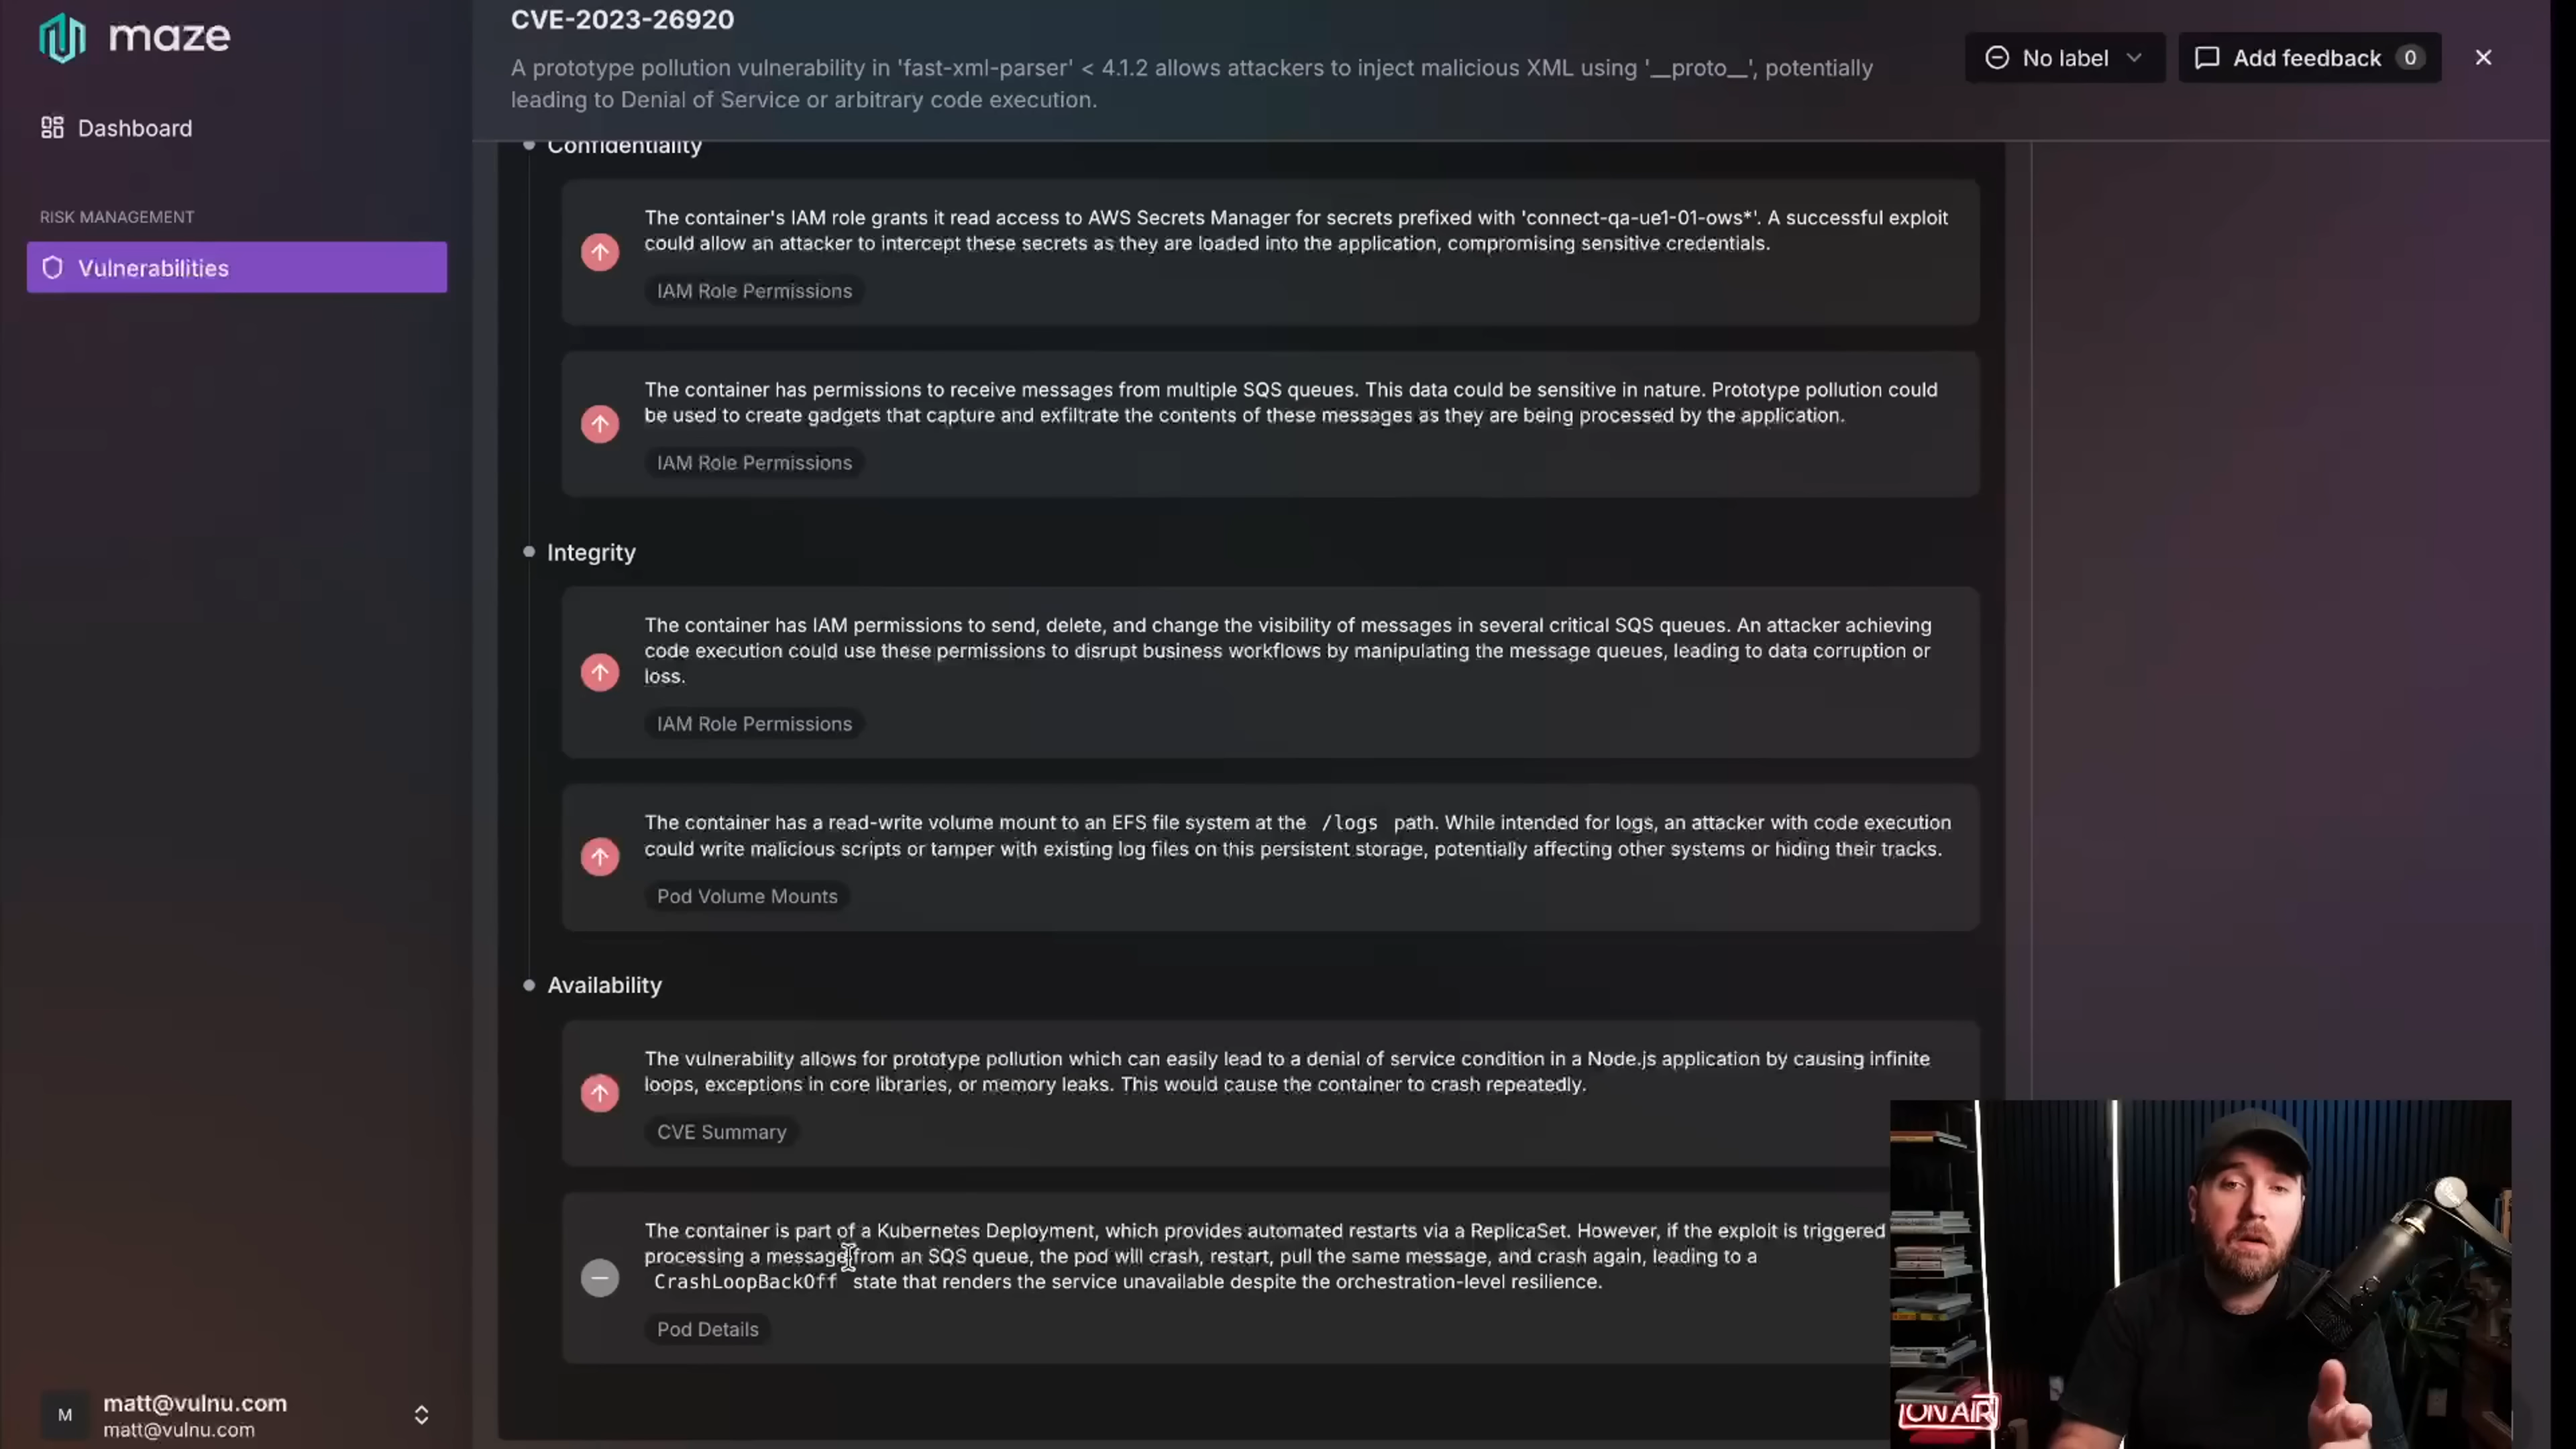 maze
Dashboard
RISK MANAGEMENT
Vulnerabilities
matt@vulnu.com
M
matt@vulnu.com
CVE-2023-26920
A prototype pollution vulnerability in 'fast-xml-parser' < 4.1.2 allows attackers to inject malicious XML using '__proto__', potentially
leading to Denial of Service or arbitrary code execution.
No label
Add feedback 0
Confidentiality
The container's IAM role grants it read access to AWS Secrets Manager for secrets prefixed with 'connect-qa-ue1-01-ows*'. A successful exploit
could allow an attacker to intercept these secrets as they are loaded into the application, compromising sensitive credentials.
IAM Role Permissions
The container has permissions to receive messages from multiple SQS queues. This data could be sensitive in nature. Prototype pollution could
be used to create gadgets that capture and exfiltrate the contents of these messages as they are being processed by the application.
IAM Role Permissions
Integrity
The container has IAM permissions to send, delete, and change the visibility of messages in several critical SQS queues. An attacker achieving
code execution could use these permissions to disrupt business workflows by manipulating the message queues, leading to data corruption or
loss.
IAM Role Permissions
The container has a read-write volume mount to an EFS file system at the /logs path. While intended for logs, an attacker with code execution
could write malicious scripts or tamper with existing log files on this persistent storage, potentially affecting other systems or hiding their tracks.
Pod Volume Mounts
Availability
The vulnerability allows for prototype pollution which can easily lead to a denial of service condition in a Node.js application by causing infinite
loops, exceptions in core libraries, or memory leaks. This would cause the container to crash repeatedly.
CVE Summary
The container is part of a Kubernetes Deployment, which provides automated restarts via a ReplicaSet. However, if the exploit is triggered
processing a message from an SQS queue, the pod will crash, restart, pull the same message, and crash again, leading to a
CrashLoopBackOff state that renders the service unavailable despite the orchestration-level resilience.
Pod Details
ON AIR